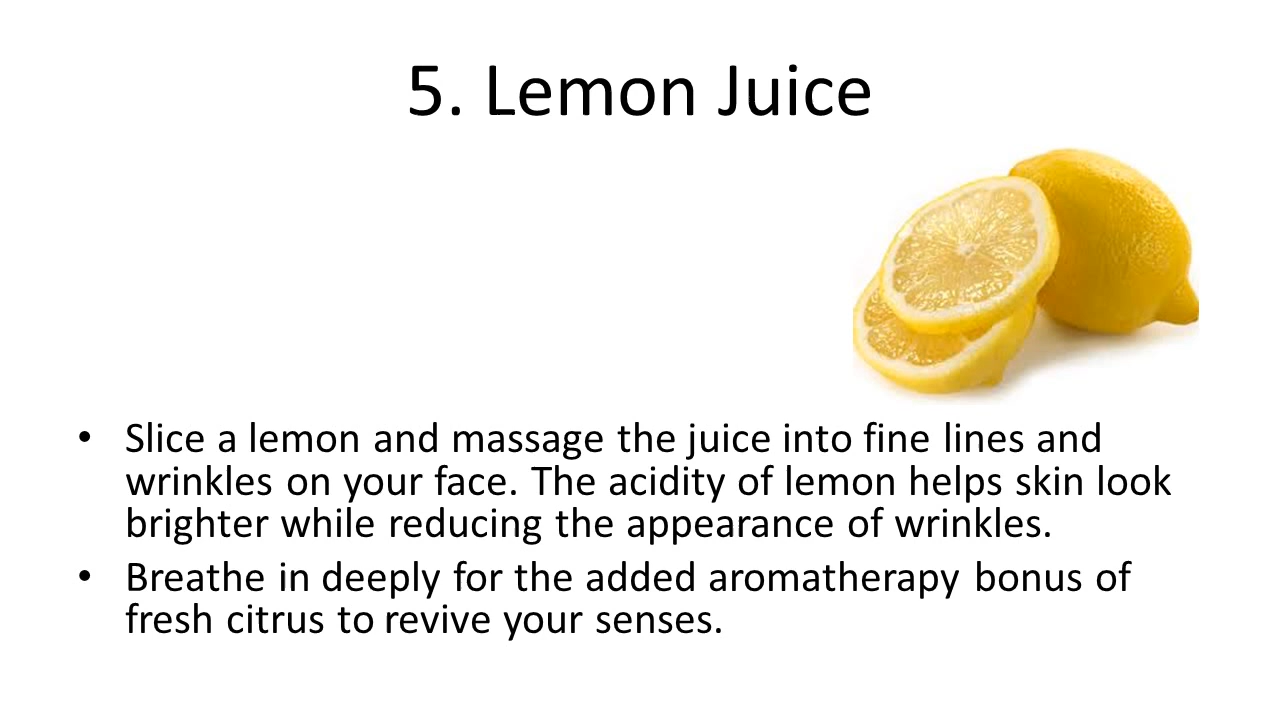 5. Lemon Juice
• Slice a lemon and massage the juice into fine lines and
wrinkles on your face. The acidity of lemon helps skin look
brighter while reducing the appearance of wrinkles.
• Breathe in deeply for the added aromatherapy bonus of
fresh citrus to revive your senses.